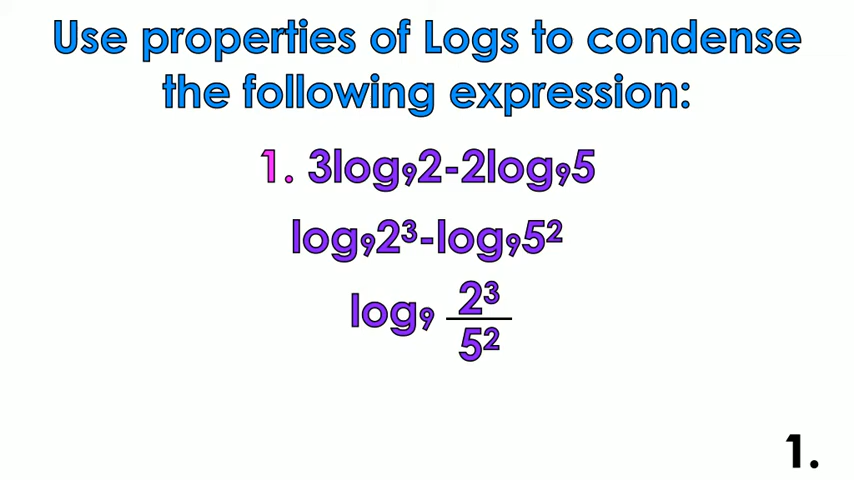 Use properties of Logs to condense
the following expression:
1. 3log₉2-2log₉5
log₉2³-log₉5²
log₉ 2³
5²
1.